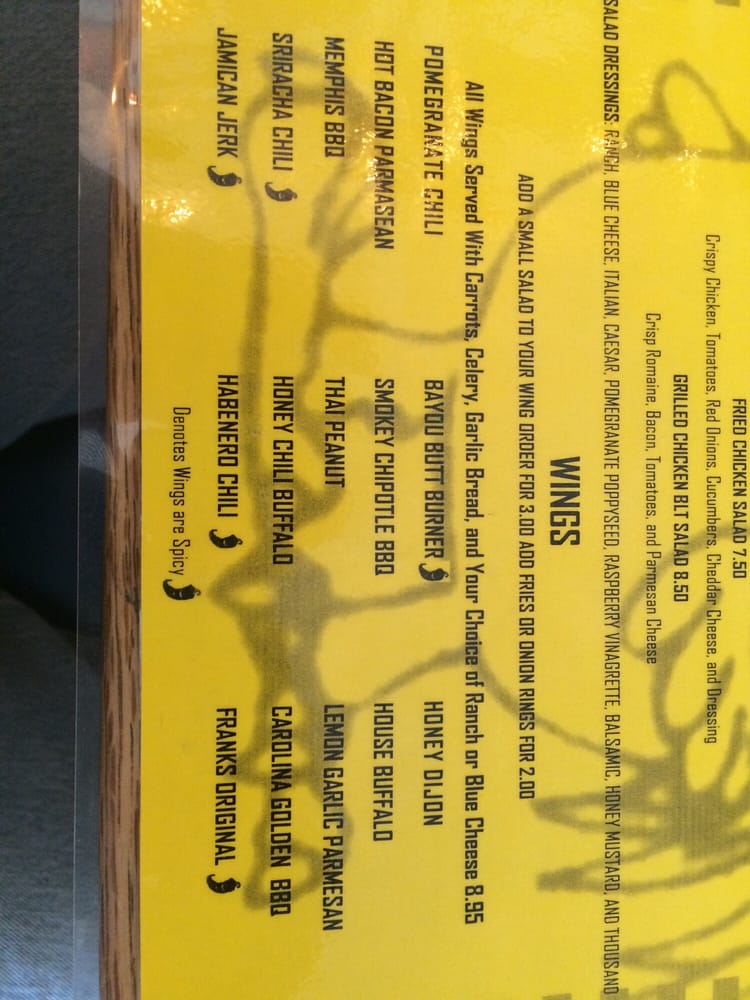 FRIED CHICKEN SALAD 7.50
Crispy Chicken, Tomatoes, Red Onions, Cucumbers, Cheddar Cheese, and Dressing
GRILLED CHICKEN BLT SALAD 8.50
Crisp Romaine, Bacon, Tomatoes, and Parmesan Cheese
SALAD DRESSINGS: RANCH, BLUE CHEESE, ITALIAN, CAESAR, POMEGRANATE POPPYSEED, RASPBERRY VINAGRETTE, BALSAMIC, HONEY MUSTARD, AND THOUSAND
WINGS
ADD A SMALL SALAD TO YOUR WING ORDER FOR 3.00 ADD FRIES OR ONION RINGS FOR 2.00
All Wings Served With Carrots, Celery, Garlic Bread, and Your Choice of Ranch or Blue Cheese 8.95
POMEGRANATE CHILI BAYOU BUTT BURNER HONEY DIJON
HOT BACON PARMASEAN SMOKEY CHIPOTLE BBQ HOUSE BUFFALO
MEMPHIS BBQ THAI PEANUT LEMON GARLIC PARMESAN
SRIRACHA CHILI HONEY CHILI BUFFALO CAROLINA GOLDEN BBQ
JAMICAN JERK HABENERO CHILI FRANKS ORIGINAL
Denotes Wings are Spicy